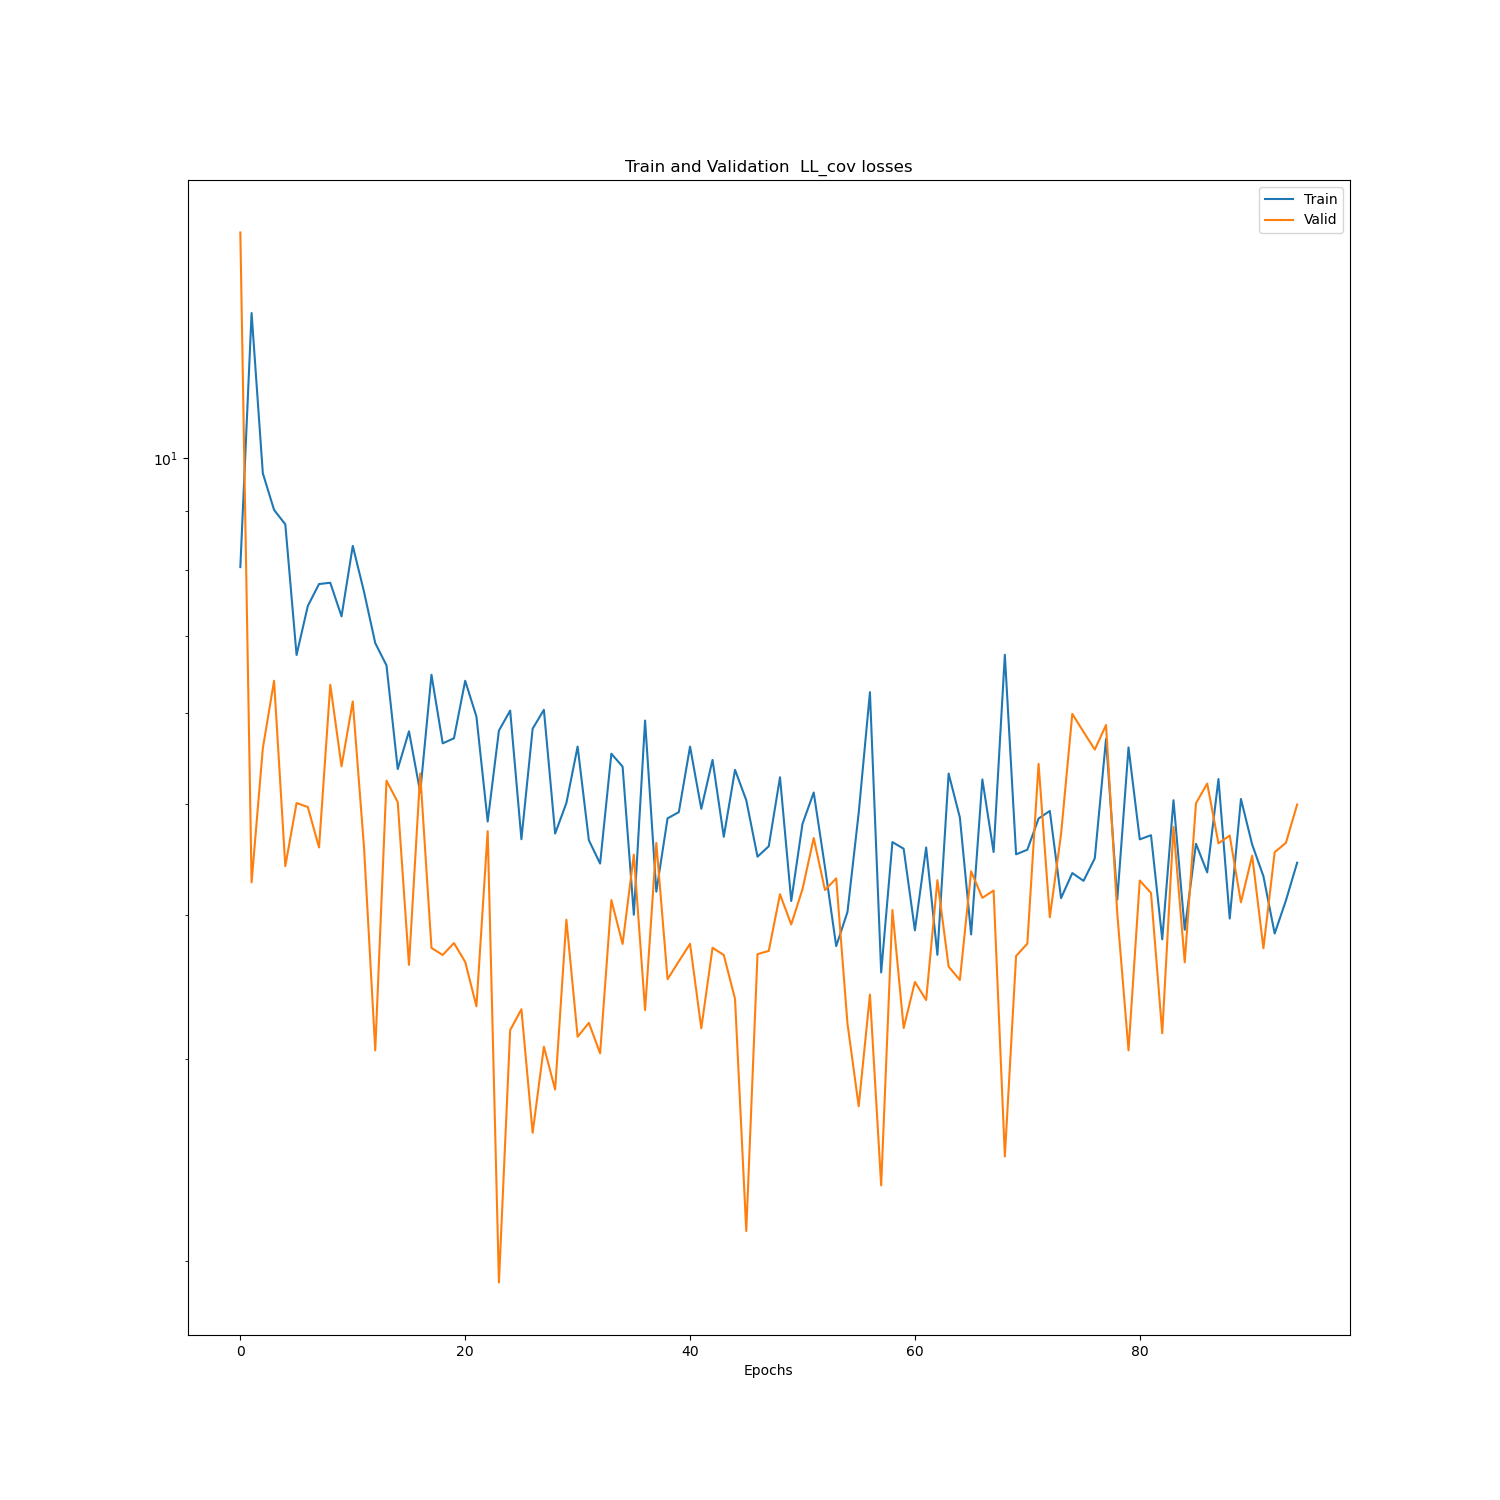 Train and Validation  LL_cov losses
Train
Valid
10¹
0 20 40 60 80
Epochs